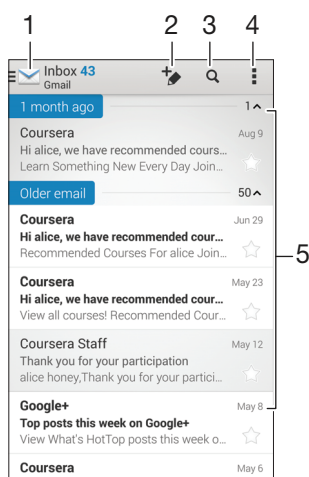 1 2 3 4
Inbox 43
Gmail
1 month ago 1
Coursera Aug 9
Hi alice, we have recommended cours...
Learn Something New Every Day Join...
Older email 50
Coursera Jun 29
Hi alice, we have recommended cour...
Recommended Courses For alice Join...
5
Coursera May 23
Hi alice, we have recommended cour...
View all courses! Recommended Cour...
Coursera Staff May 12
Thank you for your participation
alice honey,Thank you for your partici...
Google+ May 8
Top posts this week on Google+
View What's HotTop posts this week o...
Coursera May 6